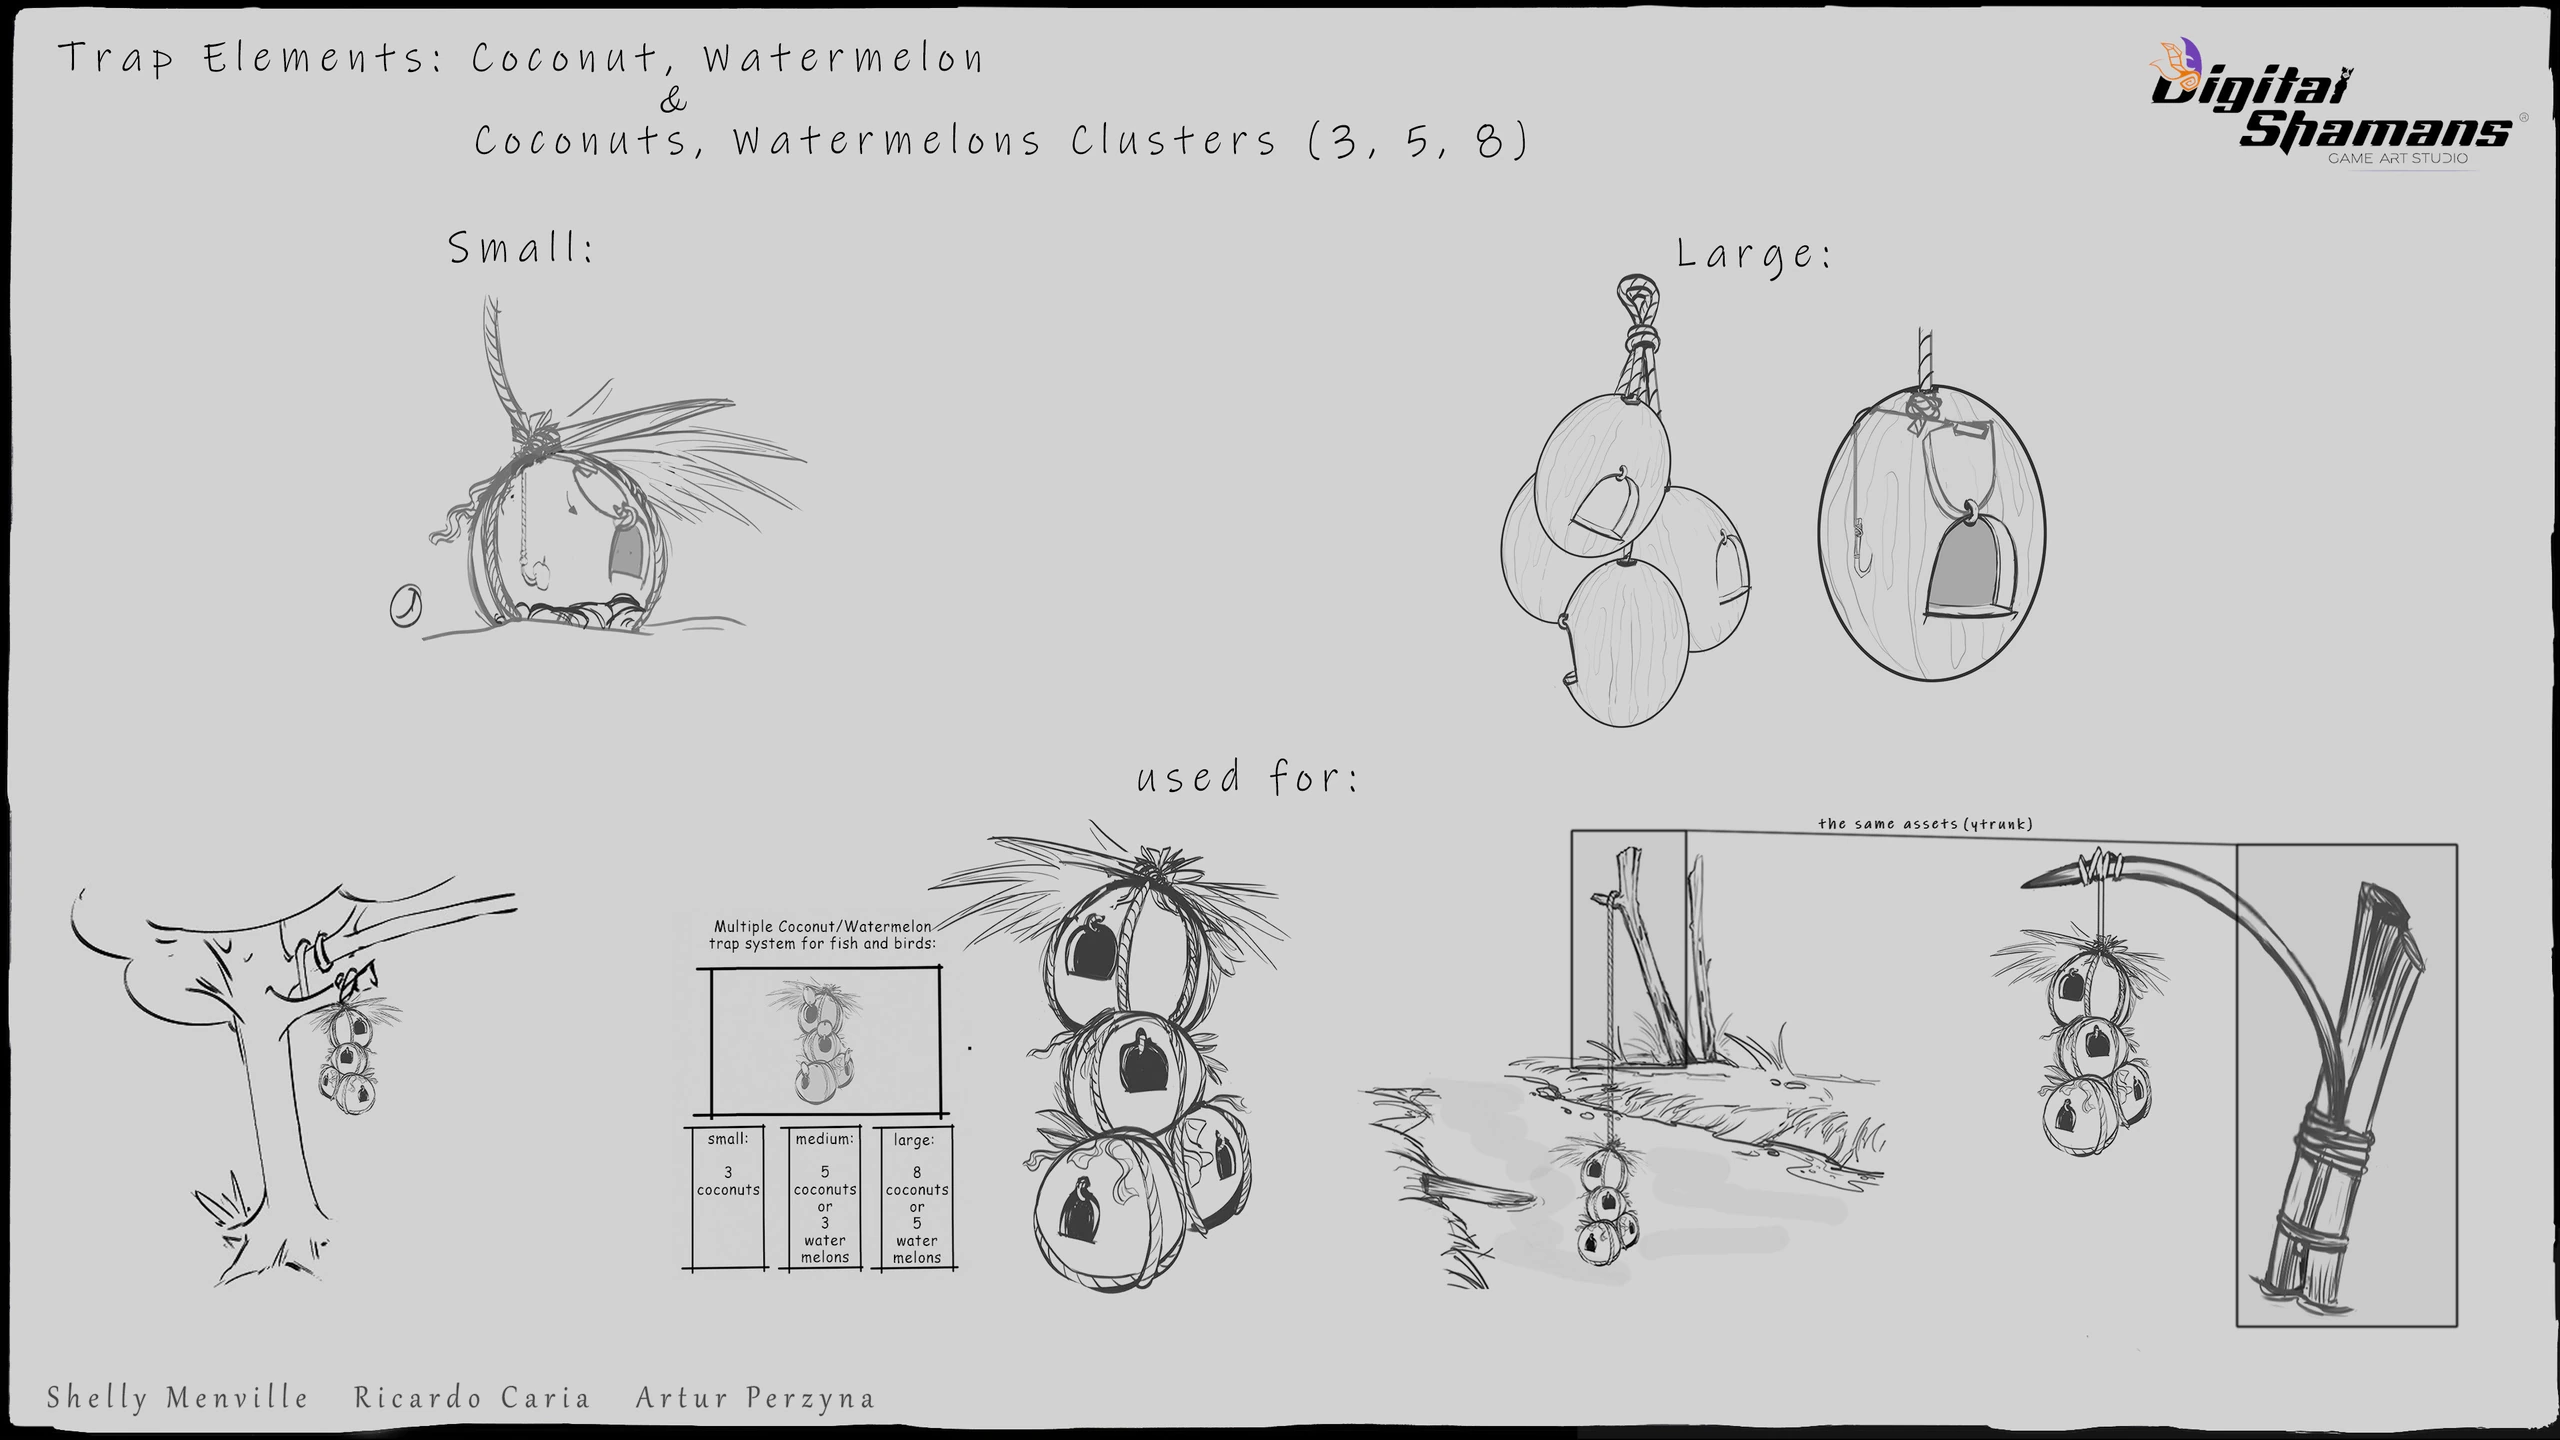 Trap Elements: Coconut, Watermelon
&
Coconuts, Watermelons Clusters (3, 5, 8)
Digital
Shamans®
GAME ART STUDIO
Small:
Large:
used for:
the same assets (ytrunk)
Multiple Coconut/Watermelon
trap system for fish and birds:
small:
3
coconuts
medium:
5
coconuts
or
3
water
melons
large:
8
coconuts
or
5
water
melons
Shelly Menville Ricardo Caria Artur Perzyna